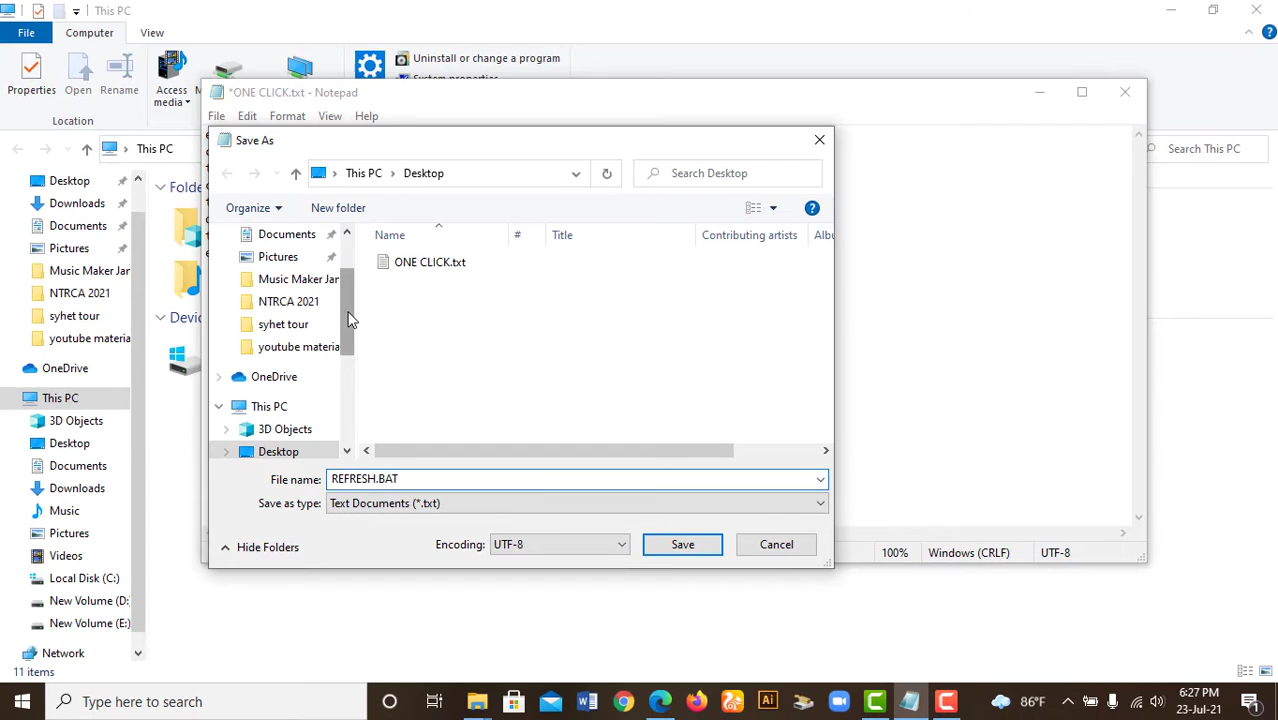 This PC
File
Computer
View
Properties
Open
Rename
Access
media
Uninstall or change a program
System properties
Location
This PC
Search This PC
*ONE CLICK.txt - Notepad
File Edit Format View Help
Save As
This PC
Desktop
Search Desktop
Organize
New folder
Name
#
Title
Contributing artists
Albu
ONE CLICK.txt
Documents
Pictures
Music Maker Jar
NTRCA 2021
syhet tour
youtube materia
OneDrive
This PC
3D Objects
Desktop
File name: REFRESH.BAT
Save as type: Text Documents (*.txt)
Hide Folders
Encoding: UTF-8
Save
Cancel
100%
Windows (CRLF)
UTF-8
Desktop
Downloads
Documents
Pictures
Music Maker Jar
NTRCA 2021
syhet tour
youtube materia
OneDrive
This PC
3D Objects
Desktop
Documents
Downloads
Music
Pictures
Videos
Local Disk (C:)
New Volume (D:)
New Volume (E:)
Network
11 items
Folde
Devic
Type here to search
86°F
6:27 PM
23-Jul-21